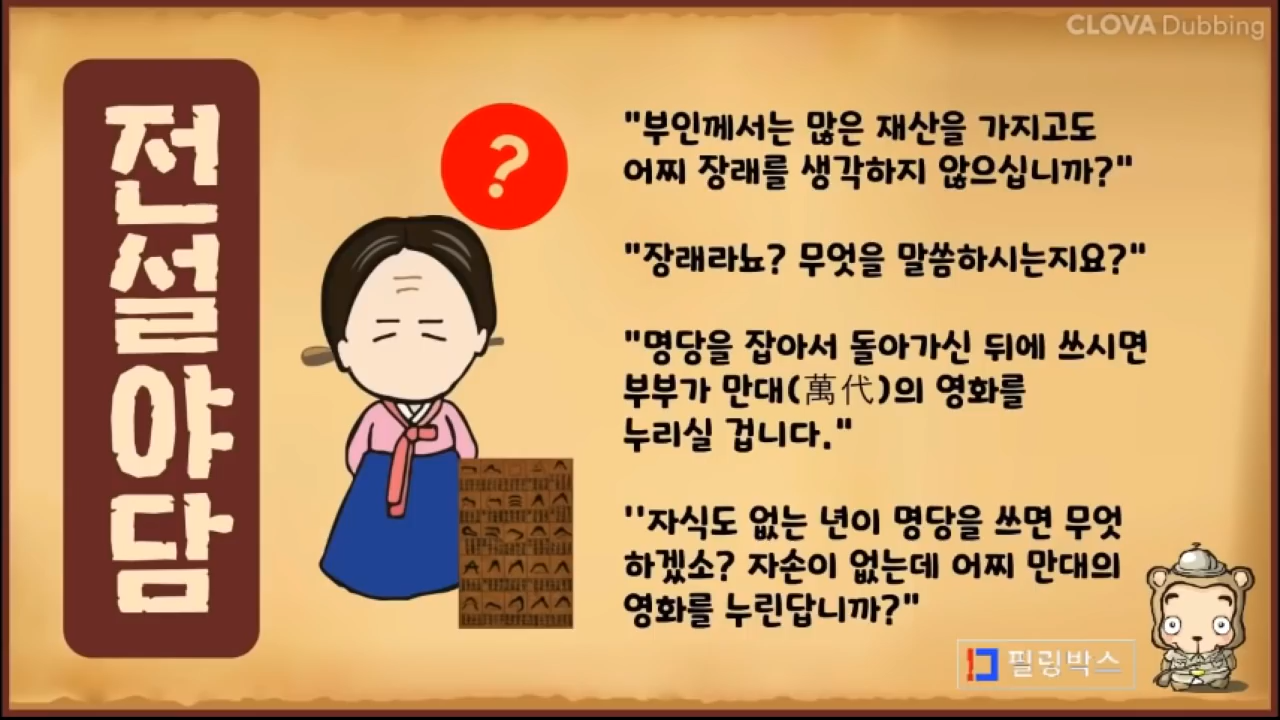 CLOVA Dubbing
전설야담
?
"부인께서는 많은 재산을 가지고도
어찌 장래를 생각하지 않으십니까?"
"장래라뇨? 무엇을 말씀하시는지요?"
"명당을 잡아서 돌아가신 뒤에 쓰시면
부부가 만대(萬代)의 영화를
누리실 겁니다."
''자식도 없는 년이 명당을 쓰면 무엇
하겠소? 자손이 없는데 어찌 만대의
영화를 누린답니까?"
필링박스